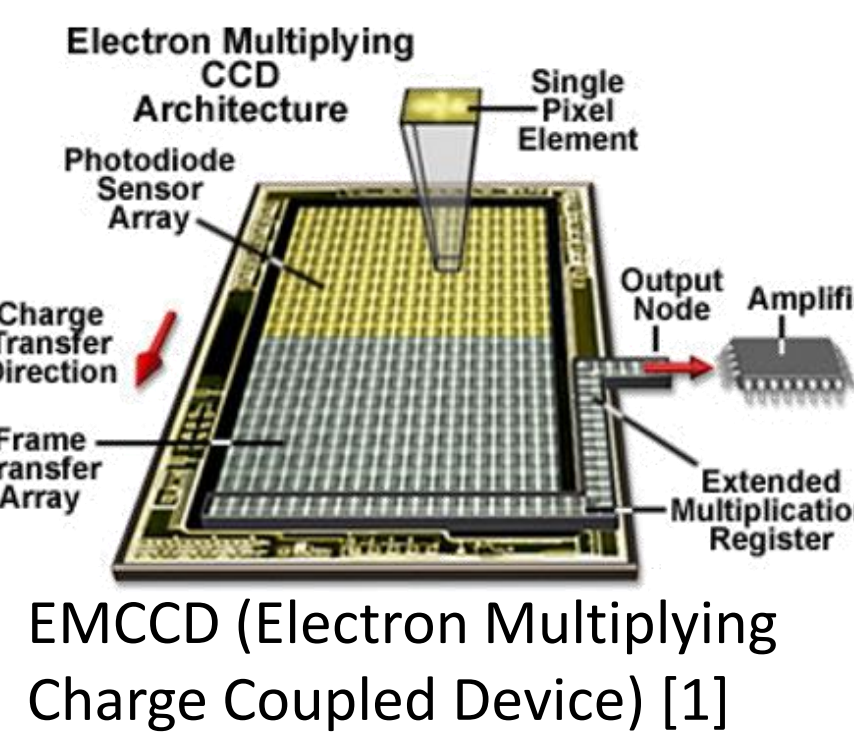 Electron Multiplying
CCD
Architecture
Single
Pixel
Element
Photodiode
Sensor
Array
Output
Node
Amplifi
Charge
Transfer
irection
Frame
ransfer
Array
Extended
Multiplicatio
Register
EMCCD (Electron Multiplying
Charge Coupled Device) [1]